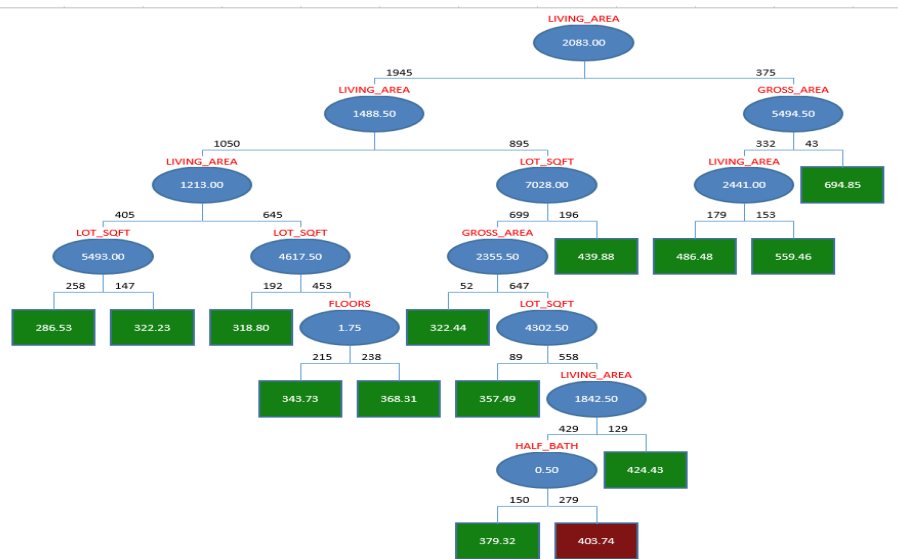 LIVING_AREA
2083.00
1945 375
LIVING_AREA GROSS_AREA
1488.50 5494.50
1050 895 332 43
LIVING_AREA LOT_SQFT LIVING_AREA
1213.00 7028.00 2441.00 694.85
405 645 699 196 179 153
LOT_SQFT LOT_SQFT GROSS_AREA
5493.00 4617.50 2355.50 439.88 486.48 559.46
258 147 192 453 52 647
FLOORS LOT_SQFT
286.53 322.23 318.80 1.75 322.44 4302.50
215 238 89 558
LIVING_AREA
343.73 368.31 357.49 1842.50
429 129
HALF_BATH
0.50 424.43
150 279
379.32 403.74